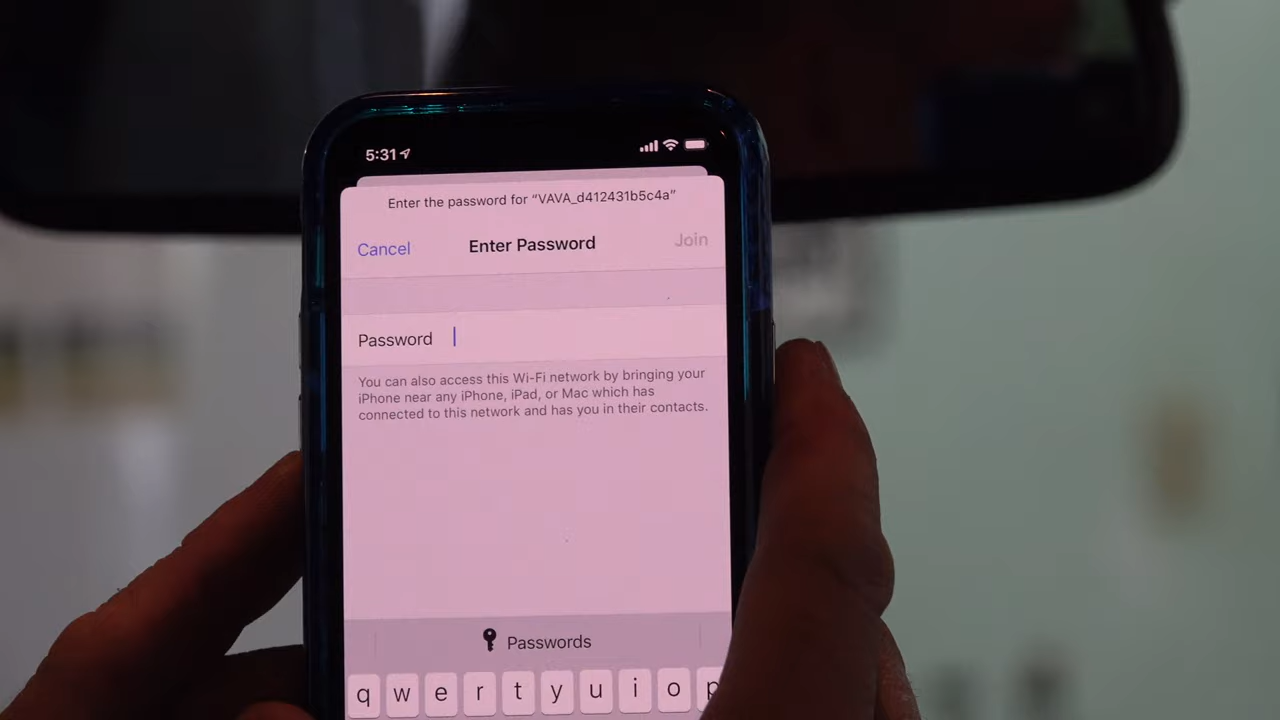 5:31
Enter the password for “VAVA_d412431b5c4a”
Cancel
Enter Password
Join
Password
You can also access this Wi-Fi network by bringing your
iPhone near any iPhone, iPad, or Mac which has
connected to this network and has you in their contacts.
Passwords
q w e r t y u i o p